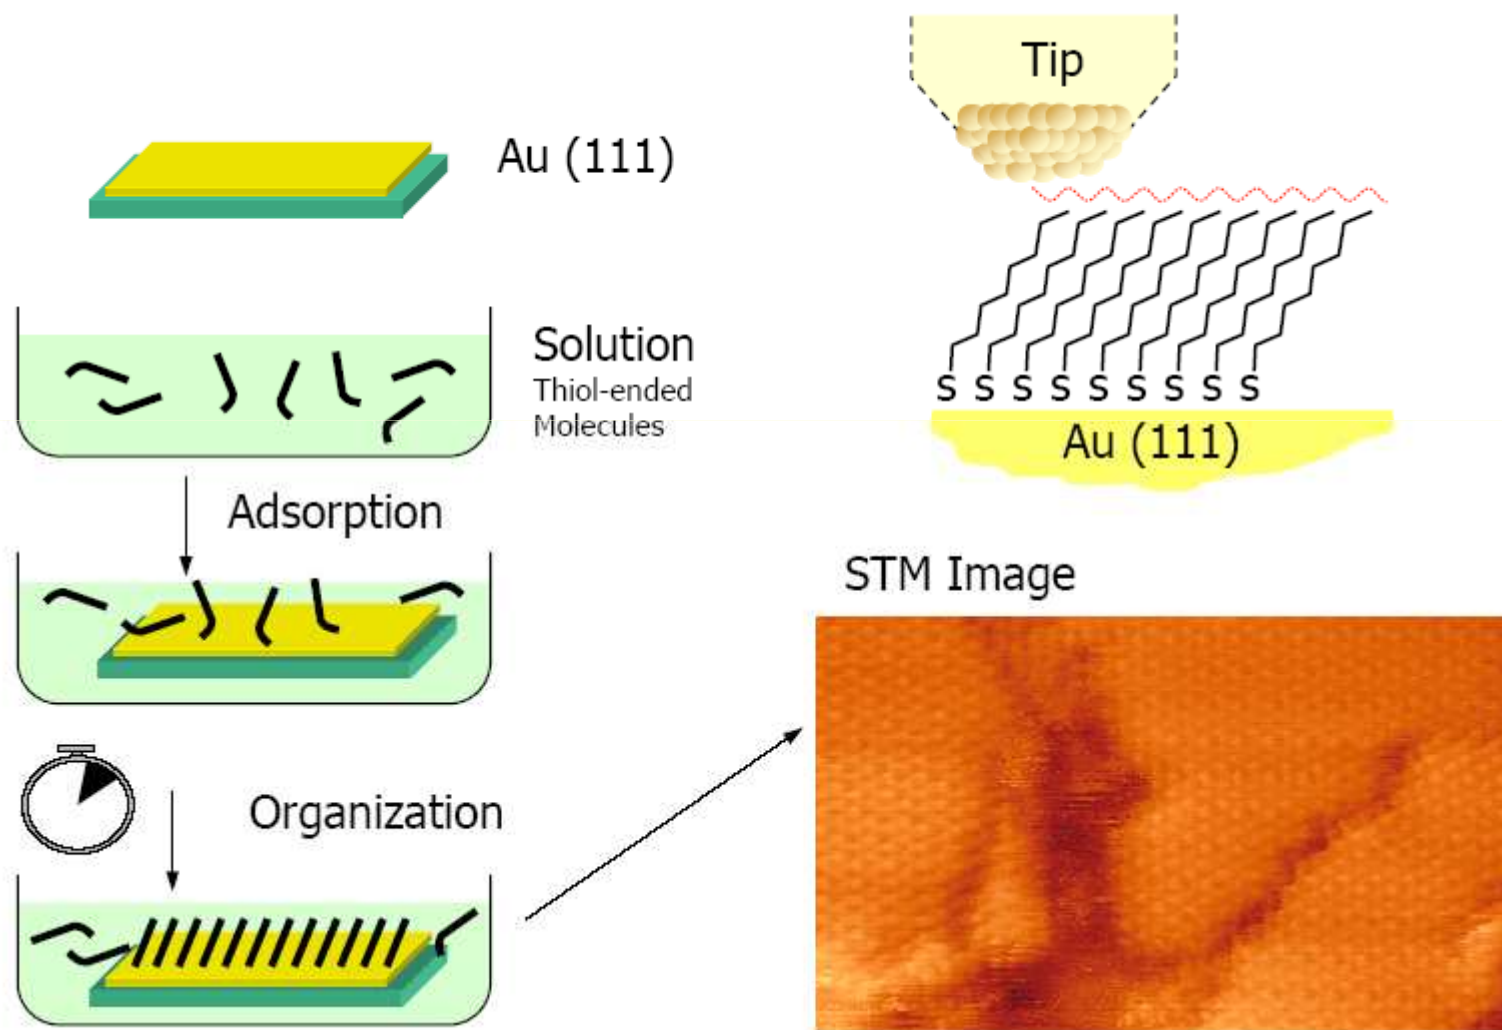 Au (111)
Solution
Thiol-ended
Molecules
Adsorption
Organization
Tip
S S S S S S S S S
Au (111)
STM Image